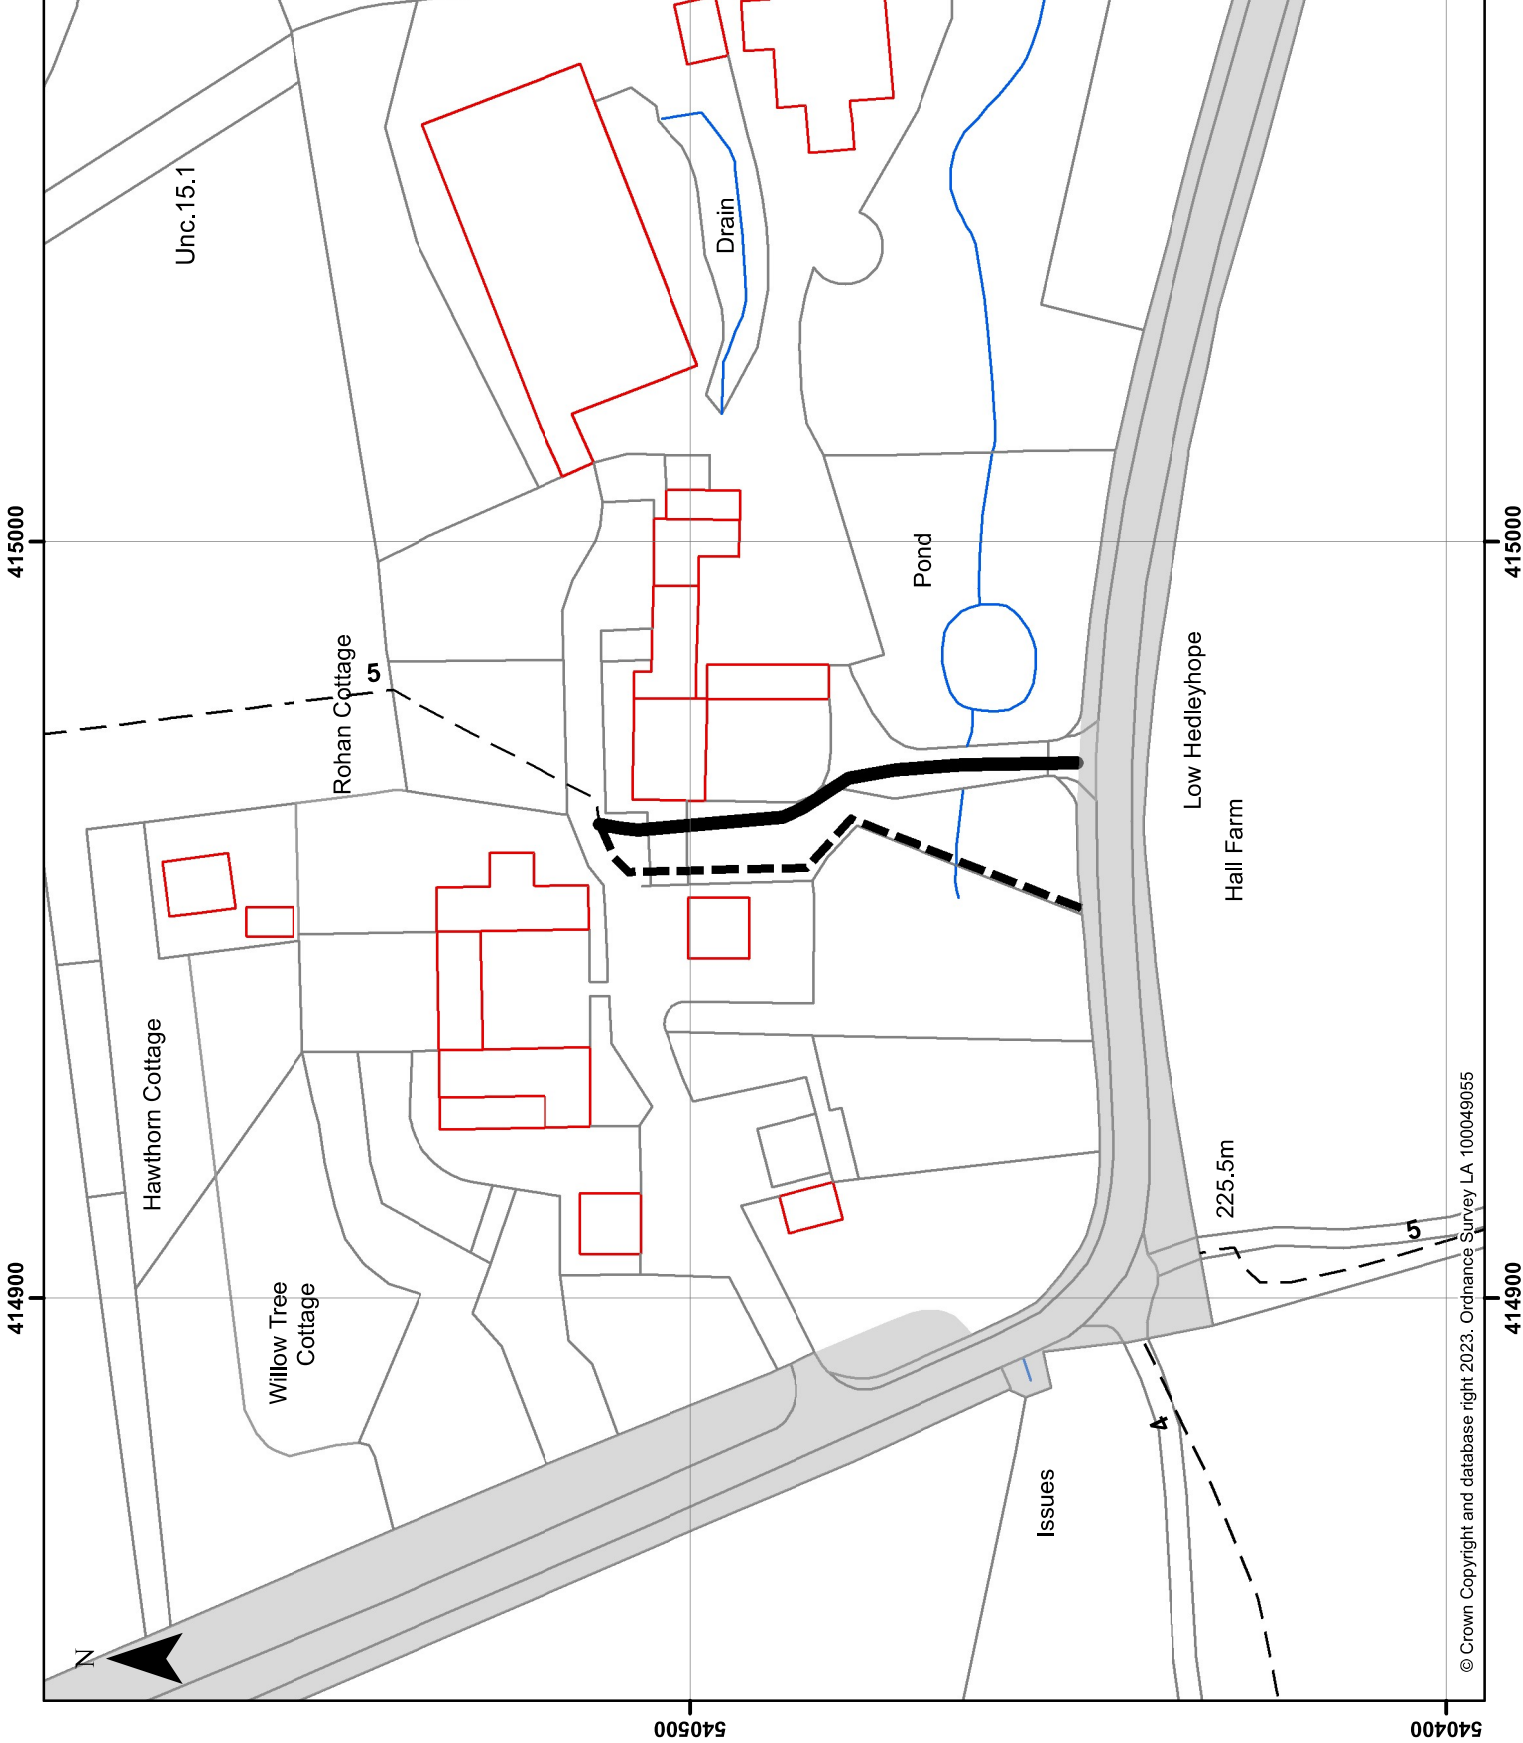 Unc.15.1
Drain
415000
415000
Pond
Rohan Cottage
5
Low Hedleyhope
Hall Farm
Hawthorn Cottage
Willow Tree
Cottage
225.5m
5
4
Issues
414900
414900
N
540500
540400
© Crown Copyright and database right 2023. Ordnance Survey LA 100049055